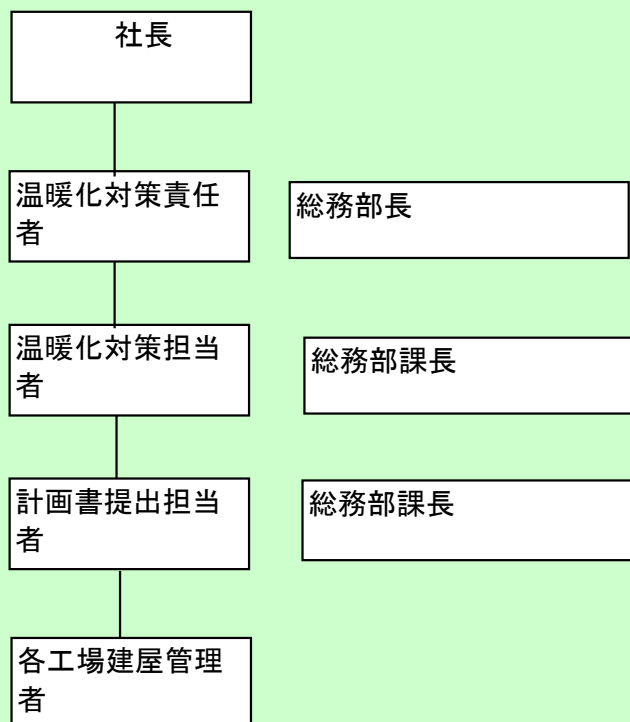 社長
温暖化対策責任
者
総務部長
温暖化対策担当
者
総務部課長
計画書提出担当
者
総務部課長
各工場建屋管理
者